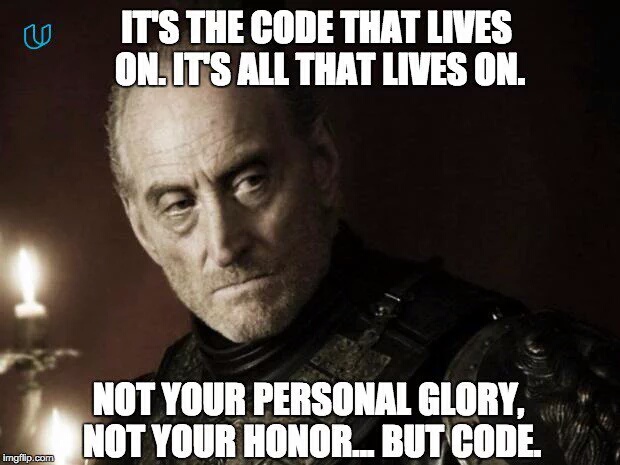 IT'S THE CODE THAT LIVES
ON. IT'S ALL THAT LIVES ON.
NOT YOUR PERSONAL GLORY,
NOT YOUR HONOR... BUT CODE.
imgflip.com